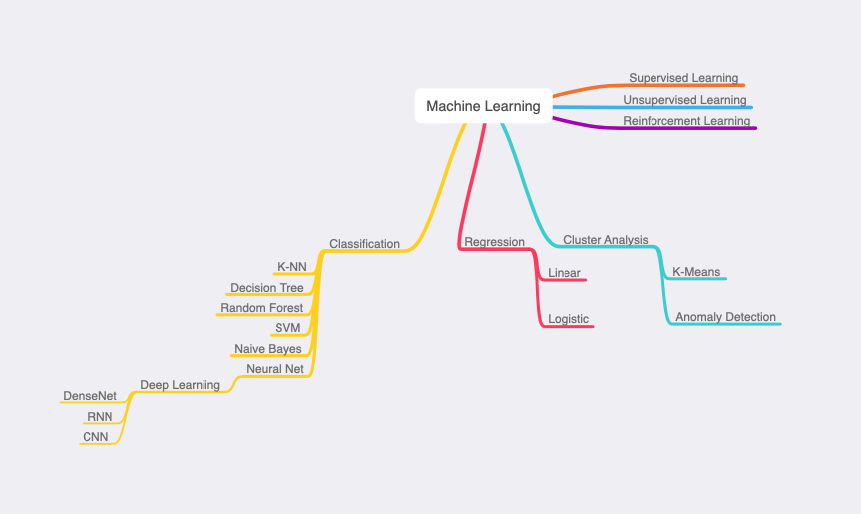 Machine Learning
Supervised Learning
Unsupervised Learning
Reinforcement Learning
Classification
K-NN
Decision Tree
Random Forest
SVM
Naive Bayes
Neural Net
Deep Learning
DenseNet
RNN
CNN
Regression
Linear
Logistic
Cluster Analysis
K-Means
Anomaly Detection